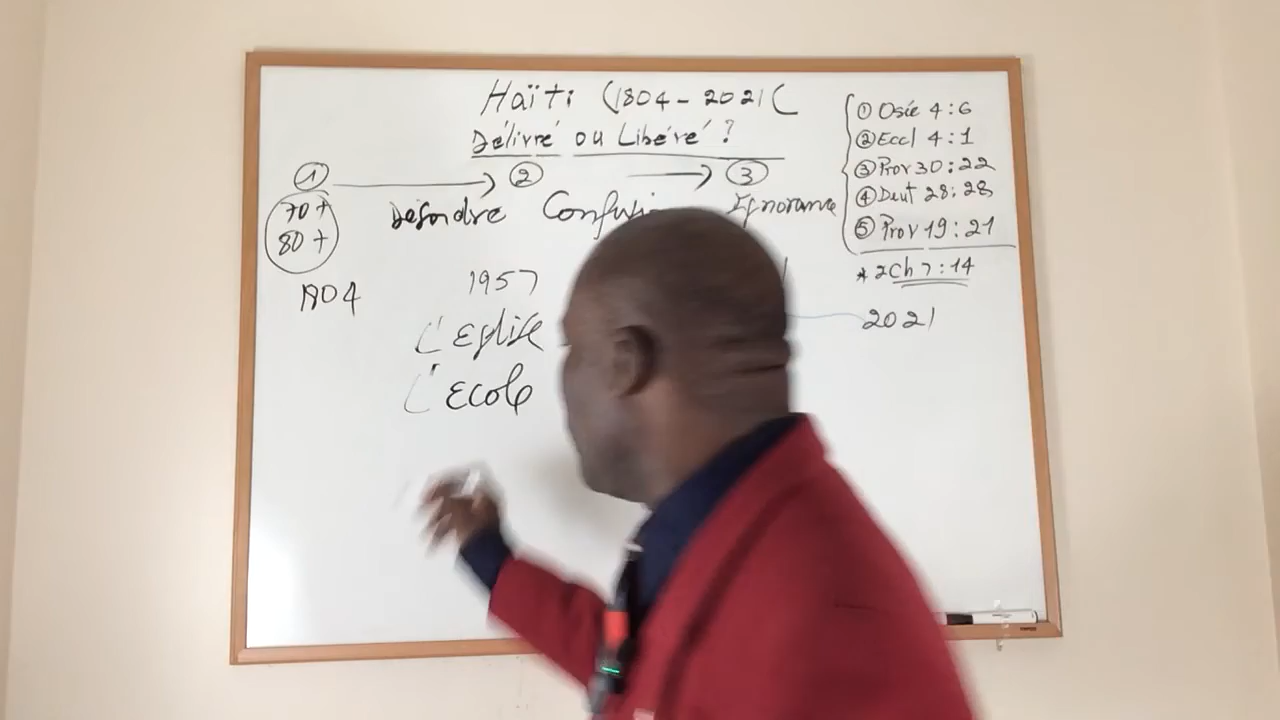 Haïti (1804 - 2021(
Délivré ou Libéré ?
① → ② → ③
70 +
80 +
Désordre Confusi Ignorance
1804
1957
L'Eglise
L'Ecole
① Osée 4 : 6
② Eccl 4 : 1
③ Prov 30 : 22
④ Deut 28 : 28
⑤ Prov 19 : 21
* 2Ch 7 : 14
2021